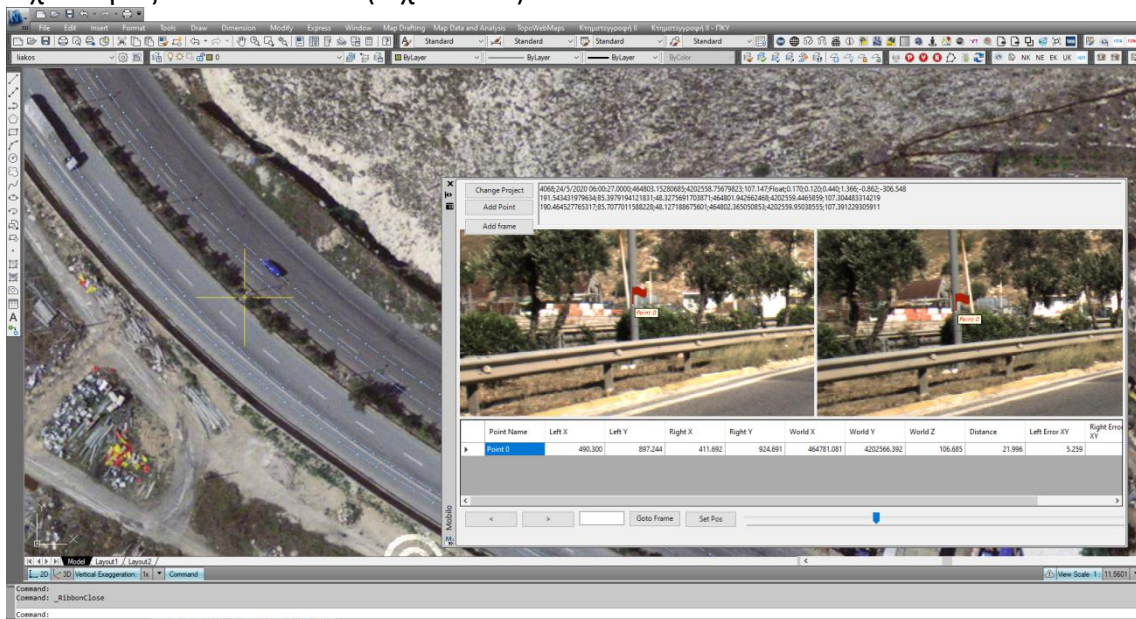 File Edit Insert Format Tools Data Draw Dimension Modify Express Window Map Drafting Map Data and Analysis TopoWebMaps Κτηματογράφηση II Κτηματογράφηση II - ΠΚΥ
Standard Standard Standard Standard
liakos 0 ByLayer ByLayer ByLayer ByColor NK NE EK UK
Change Project
Add Point
Add frame
4068;24/5/2020 06:00:27.0000;464803.15280685;4202558.75679823;107.147;Float;0.170;0.120;0.440;1.366;-0.862;-306.548
191.543431979634;85.3979194121831;48.3275691703871;464801.942662468;4202559.4465859;107.304483314219
190.464527765317;85.7077011588228;48.1271886756​01;464802.365050853;4202559.95038555;107.391229305911
Point 0
Point 0
Point Name Left X Left Y Right X Right Y World X World Y World Z Distance Left Error XY Right Error XY
Point 0 490.300 897.244 411.692 924.691 464781.081 4202566.392 106.685 21.996 5.259
< > Goto Frame Set Pos
Mobilo
Model Layout1 Layout2
2D 3D Vertical Exaggeration: 1x Command View Scale 1: 11.5601
Command:
Command: _RibbonClose
Command: